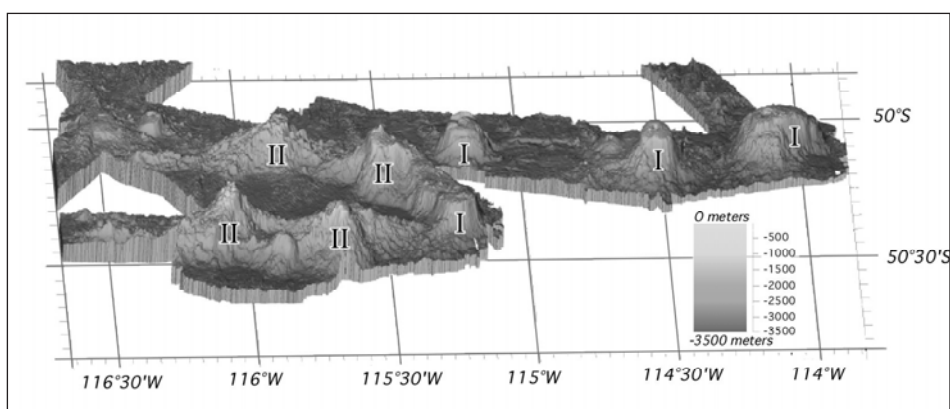 50°S
I
I
I
II
II
II
II
I
0 meters
-500
-1000
-1500
-2000
-2500
-3000
-3500
-3500 meters
50°30'S
116°30'W
116°W
115°30'W
115°W
114°30'W
114°W